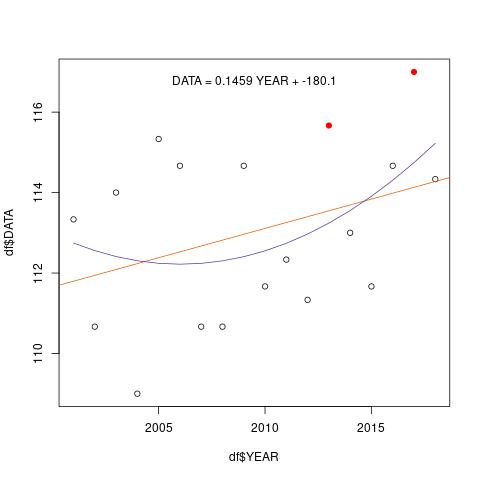 DATA = 0.1459 YEAR + -180.1
116
114
112
110
df$DATA
2005 2010 2015
df$YEAR